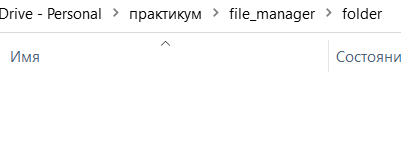 Drive - Personal > практикум > file_manager > folder
Имя
Состояни